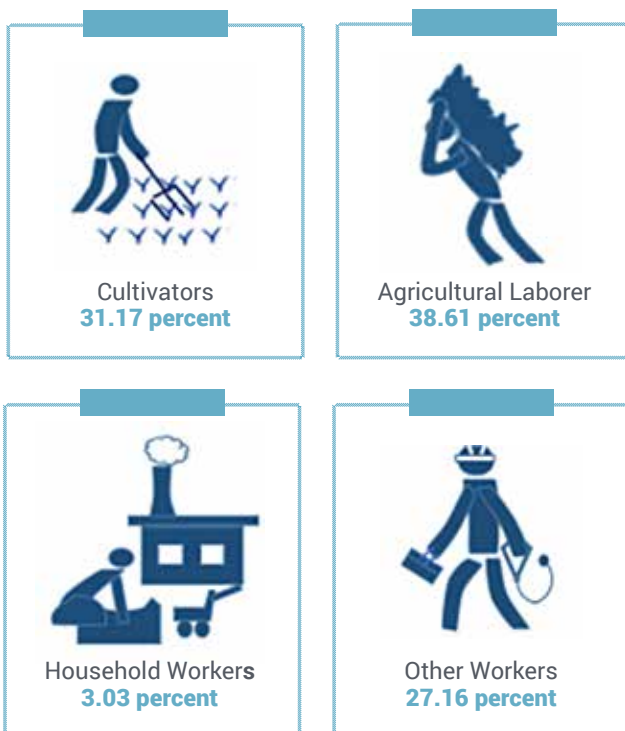 Cultivators
31.17 percent
Agricultural Laborer
38.61 percent
Household Workers
3.03 percent
Other Workers
27.16 percent